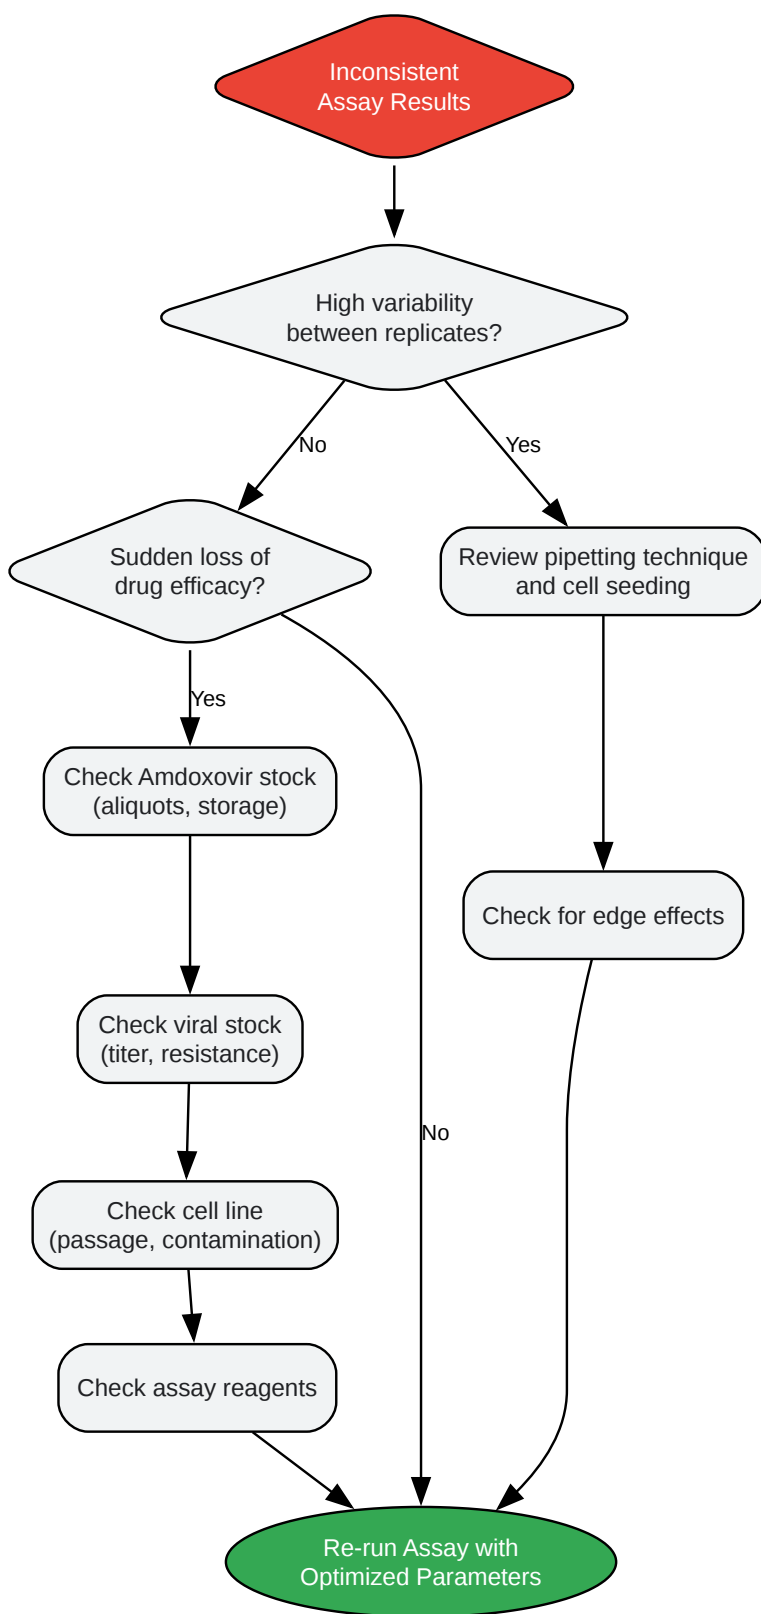 Inconsistent
Assay Results
High variability
between replicates?
No
Yes
Sudden loss of
drug efficacy?
Review pipetting technique
and cell seeding
Yes
Check Amdoxovir stock
(aliquots, storage)
Check for edge effects
Check viral stock
(titer, resistance)
No
Check cell line
(passage, contamination)
Check assay reagents
Re-run Assay with
Optimized Parameters